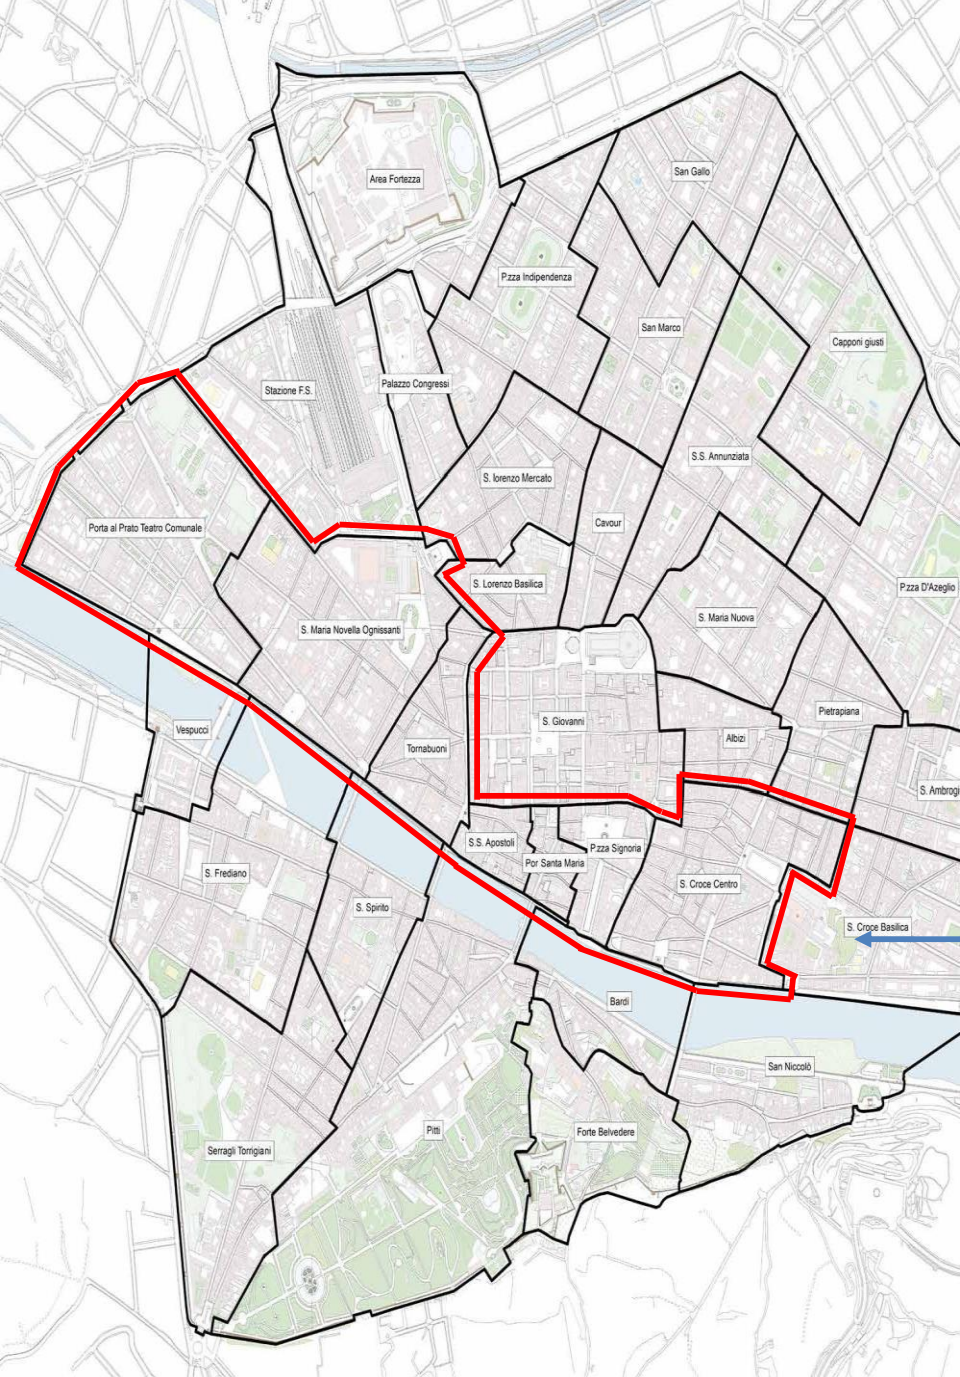 San Gallo
Area Fortezza
P.zza Indipendenza
San Marco
Capponi giusti
Palazzo Congressi
Stazione F.S.
S.S. Annunziata
S. lorenzo Mercato
Cavour
Porta al Prato Teatro Comunale
S. Lorenzo Basilica
P.zza D'Azeglio
S. Maria Nuova
S. Maria Novella Ognissanti
Pietrapiana
S. Giovanni
Vespucci
Albizi
Tornabuoni
S. Ambrogi
S.S. Apostoli
P.zza Signoria
Por Santa Maria
S. Frediano
S. Croce Centro
S. Spirito
S. Croce Basilica
Bardi
San Niccolò
Pitti
Forte Belvedere
Serragli Torrigiani